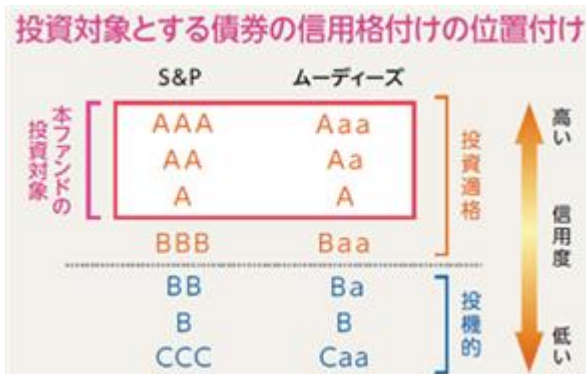 投資対象とする債券の信用格付けの位置付け
S&P ムーディーズ
本ファンドの
投資対象
AAA Aaa
AA Aa
A A
BBB Baa
投資適格
BB Ba
B B
CCC Caa
投機的
高い
信用度
低い